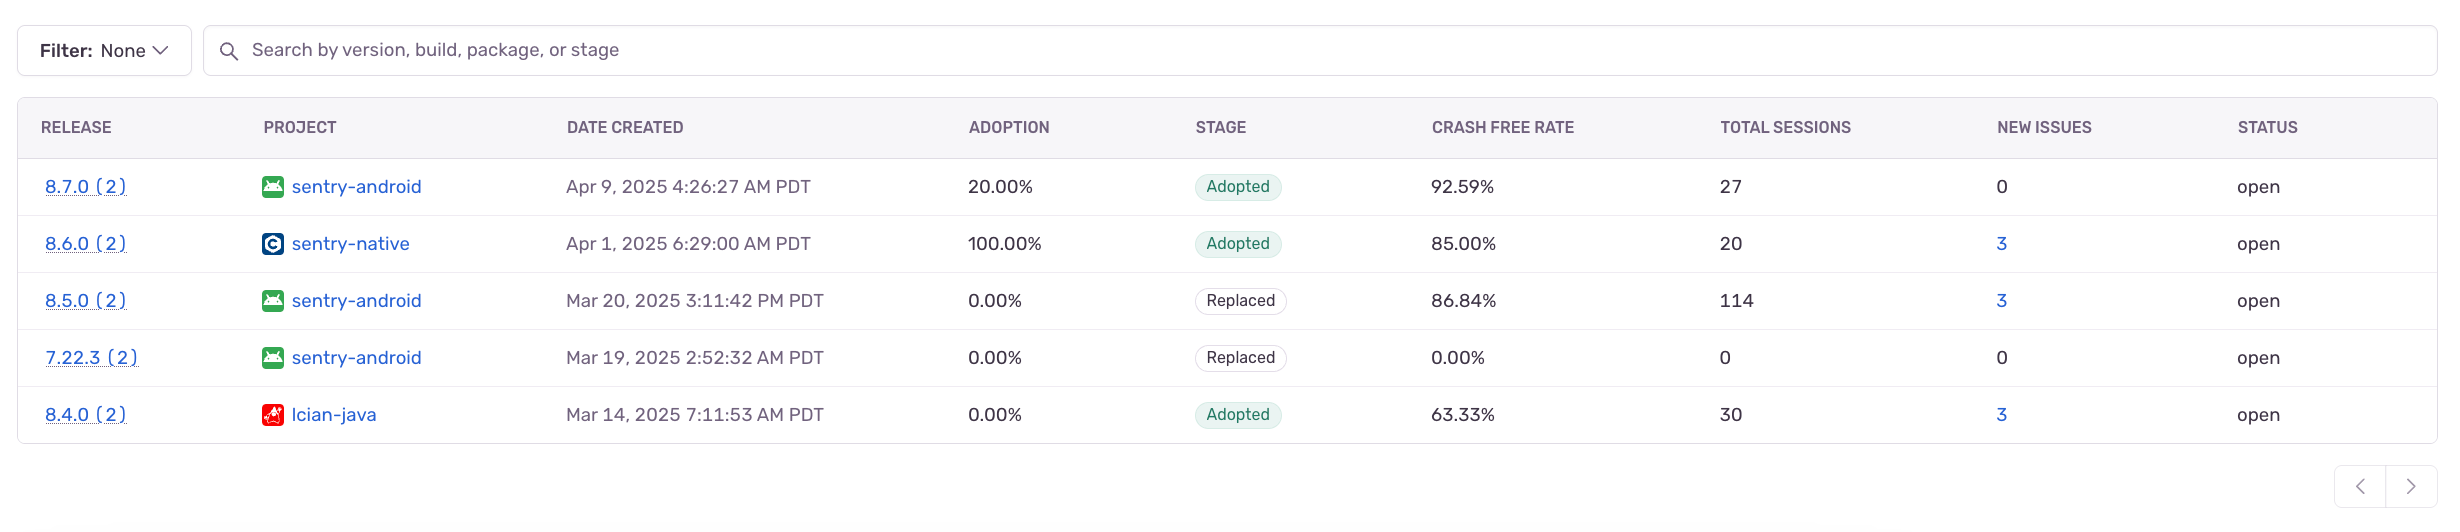 Filter: None
Search by version, build, package, or stage
RELEASE PROJECT DATE CREATED ADOPTION STAGE CRASH FREE RATE TOTAL SESSIONS NEW ISSUES STATUS
8.7.0 (2) sentry-android Apr 9, 2025 4:26:27 AM PDT 20.00% Adopted 92.59% 27 0 open
8.6.0 (2) sentry-native Apr 1, 2025 6:29:00 AM PDT 100.00% Adopted 85.00% 20 3 open
8.5.0 (2) sentry-android Mar 20, 2025 3:11:42 PM PDT 0.00% Replaced 86.84% 114 3 open
7.22.3 (2) sentry-android Mar 19, 2025 2:52:32 AM PDT 0.00% Replaced 0.00% 0 0 open
8.4.0 (2) lcian-java Mar 14, 2025 7:11:53 AM PDT 0.00% Adopted 63.33% 30 3 open